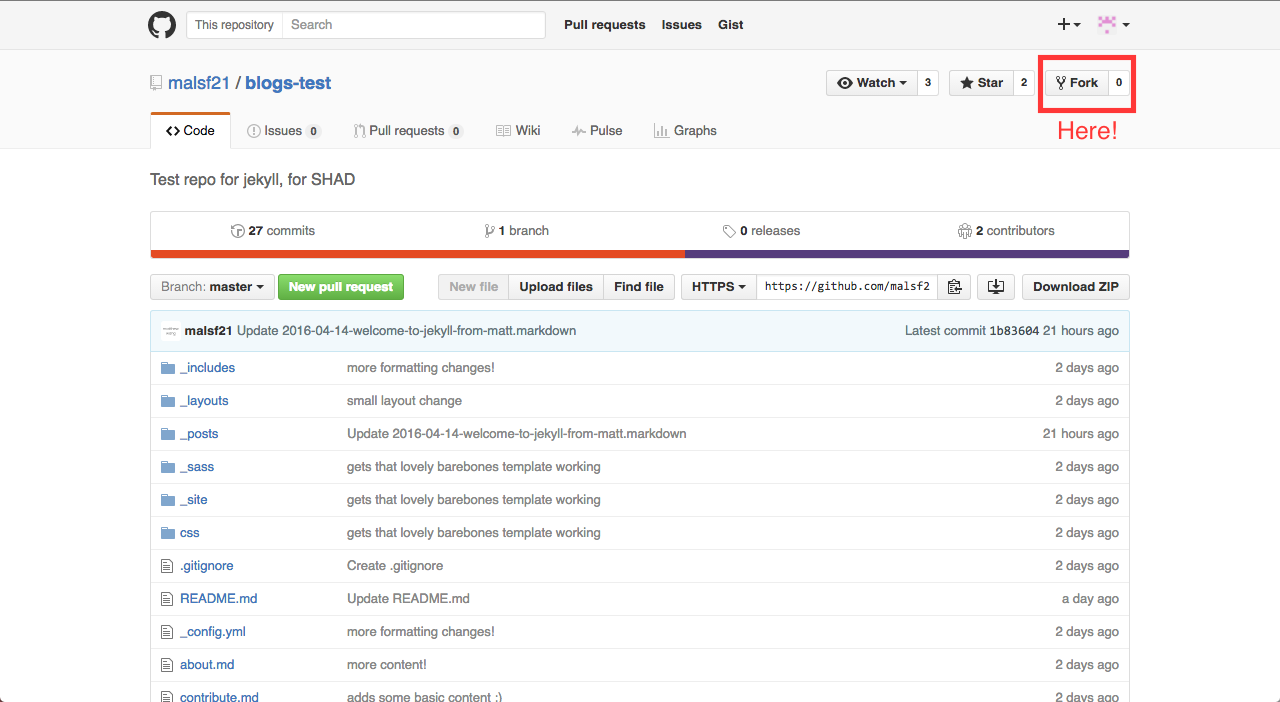 This repository Search Pull requests Issues Gist
malsf21 / blogs-test Watch 3 Star 2 Fork 0
Here!
Code Issues 0 Pull requests 0 Wiki Pulse Graphs
Test repo for jekyll, for SHAD
27 commits 1 branch 0 releases 2 contributors
Branch: master New pull request New file Upload files Find file HTTPS https://github.com/malsf2 Download ZIP
malsf21 Update 2016-04-14-welcome-to-jekyll-from-matt.markdown Latest commit 1b83604 21 hours ago
_includes more formatting changes! 2 days ago
_layouts small layout change 2 days ago
_posts Update 2016-04-14-welcome-to-jekyll-from-matt.markdown 21 hours ago
_sass gets that lovely barebones template working 2 days ago
_site gets that lovely barebones template working 2 days ago
css gets that lovely barebones template working 2 days ago
.gitignore Create .gitignore 2 days ago
README.md Update README.md a day ago
_config.yml more formatting changes! 2 days ago
about.md more content! 2 days ago
contribute.md adds some basic content :) 2 days ago